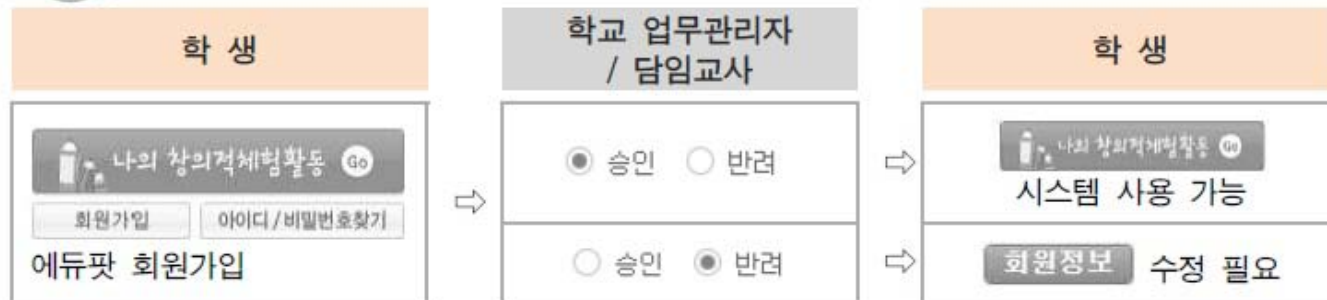 학 생
학교 업무관리자
/ 담임교사
학 생
나의 창의적체험활동 Go
회원가입
아이디/비밀번호찾기
에듀팟 회원가입
승인 반려
나의 창의적체험활동 Go
시스템 사용 가능
승인 반려
회원정보 수정 필요